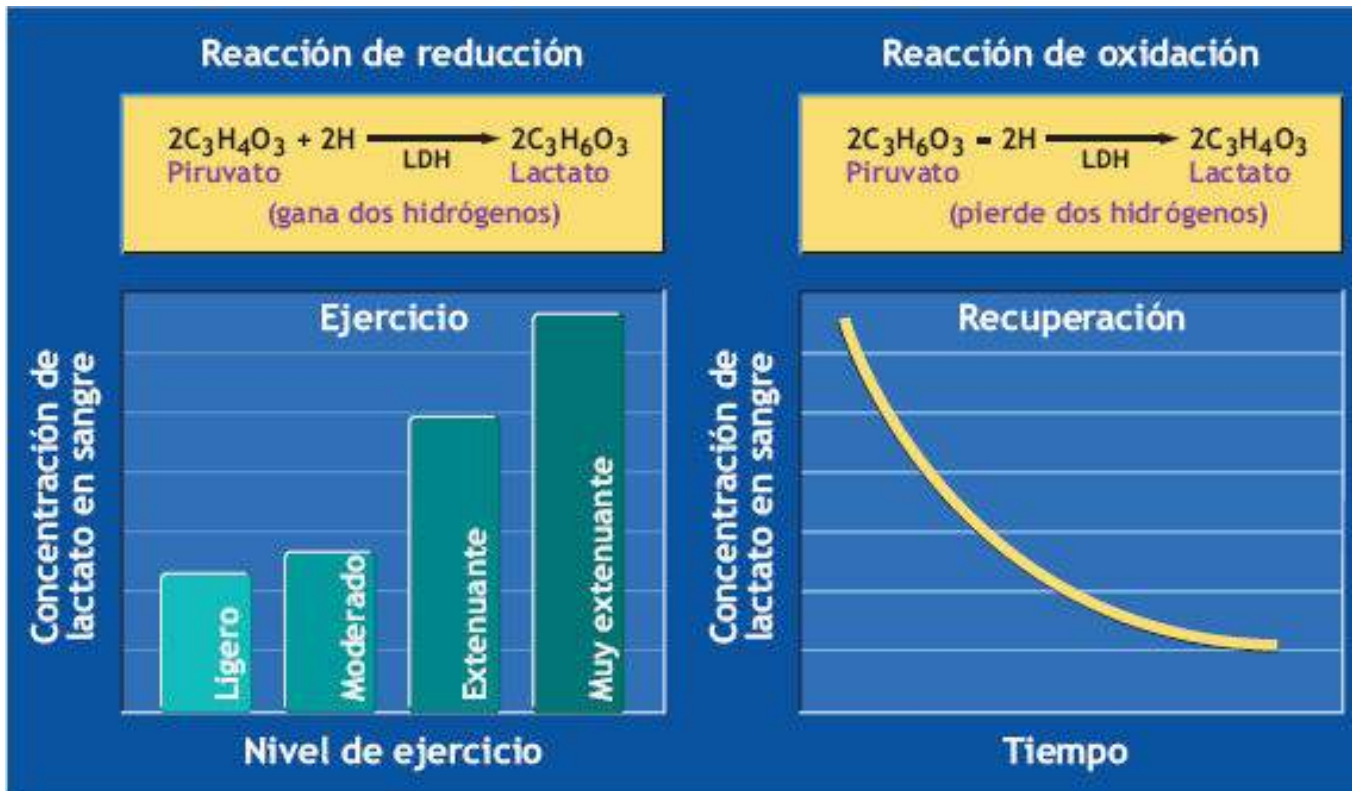 Reacción de reducción
2C₃H₄O₃ + 2H LDH 2C₃H₆O₃
Piruvato Lactato
(gana dos hidrógenos)
Ejercicio
Concentración de
lactato en sangre
Ligero
Moderado
Extenuante
Muy extenuante
Nivel de ejercicio
Reacción de oxidación
2C₃H₆O₃ - 2H LDH 2C₃H₄O₃
Piruvato Lactato
(pierde dos hidrógenos)
Recuperación
Concentración de
lactato en sangre
Tiempo